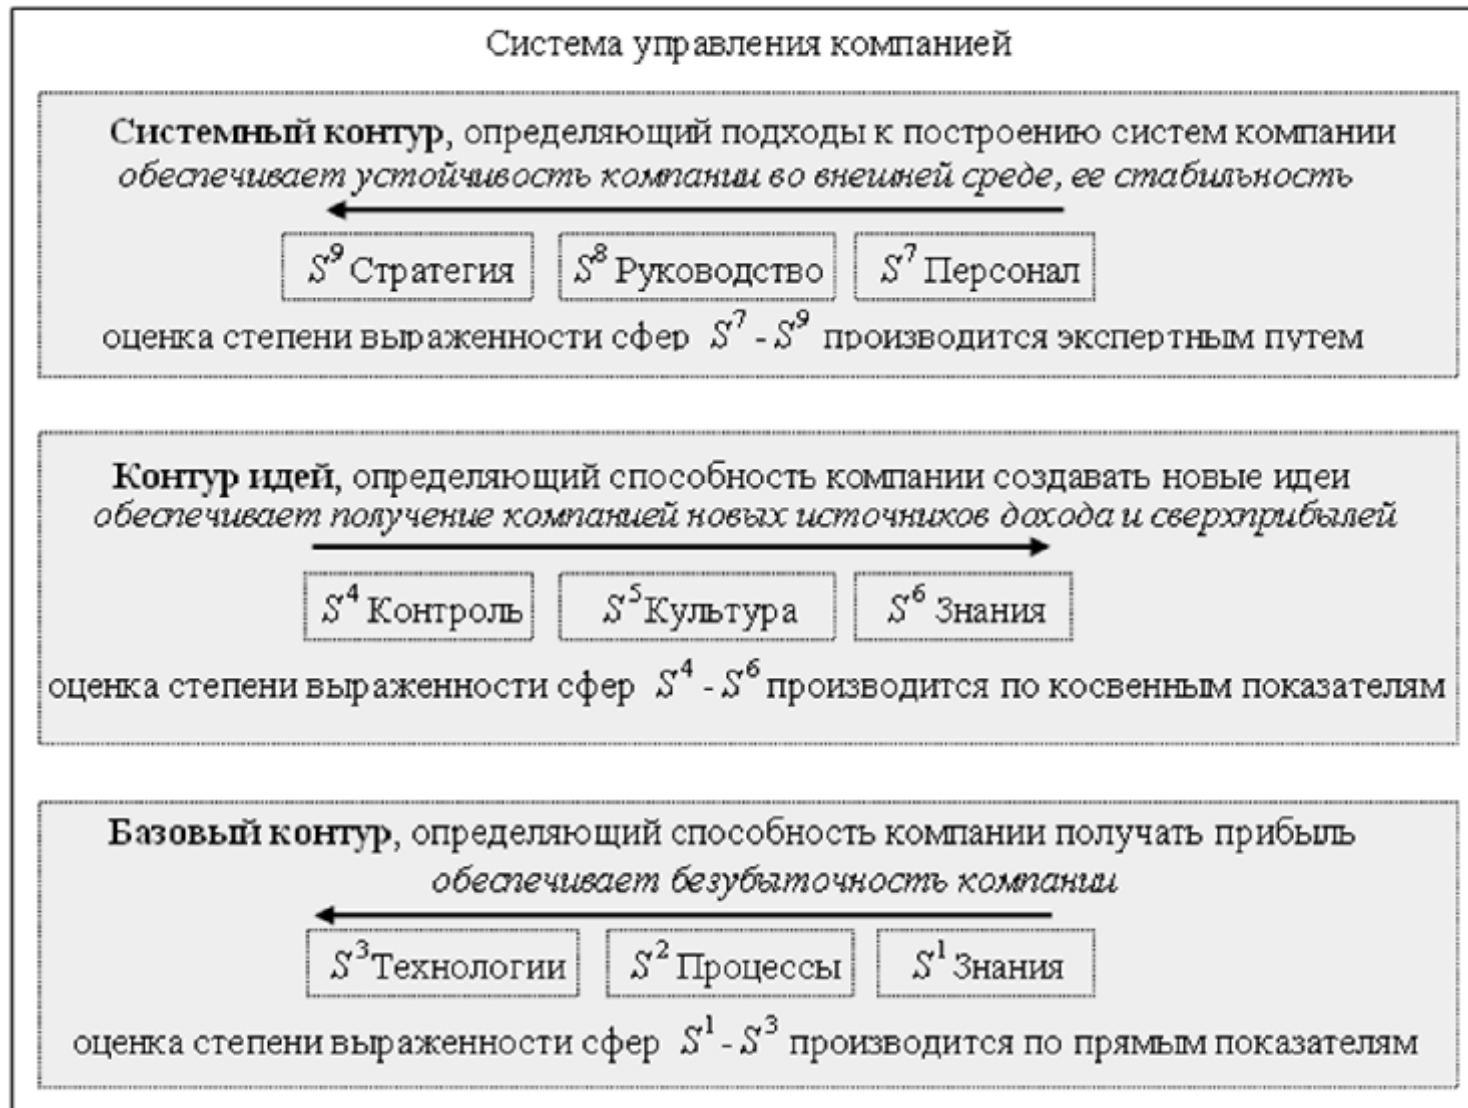 Система управления компанией
Системный контур, определяющий подходы к построению систем компании
обеспечивает устойчивость компании во внешней среде, ее стабильность
S⁹ Стратегия S⁸ Руководство S⁷ Персонал
оценка степени выраженности сфер S⁷ - S⁹ производится экспертным путем
Контур идей, определяющий способность компании создавать новые идеи
обеспечивает получение компанией новых источников дохода и сверхприбылей
S⁴ Контроль S⁵ Культура S⁶ Знания
оценка степени выраженности сфер S⁴ - S⁶ производится по косвенным показателям
Базовый контур, определяющий способность компании получать прибыль
обеспечивает безубыточность компании
S³ Технологии S² Процессы S¹ Знания
оценка степени выраженности сфер S¹ - S³ производится по прямым показателям